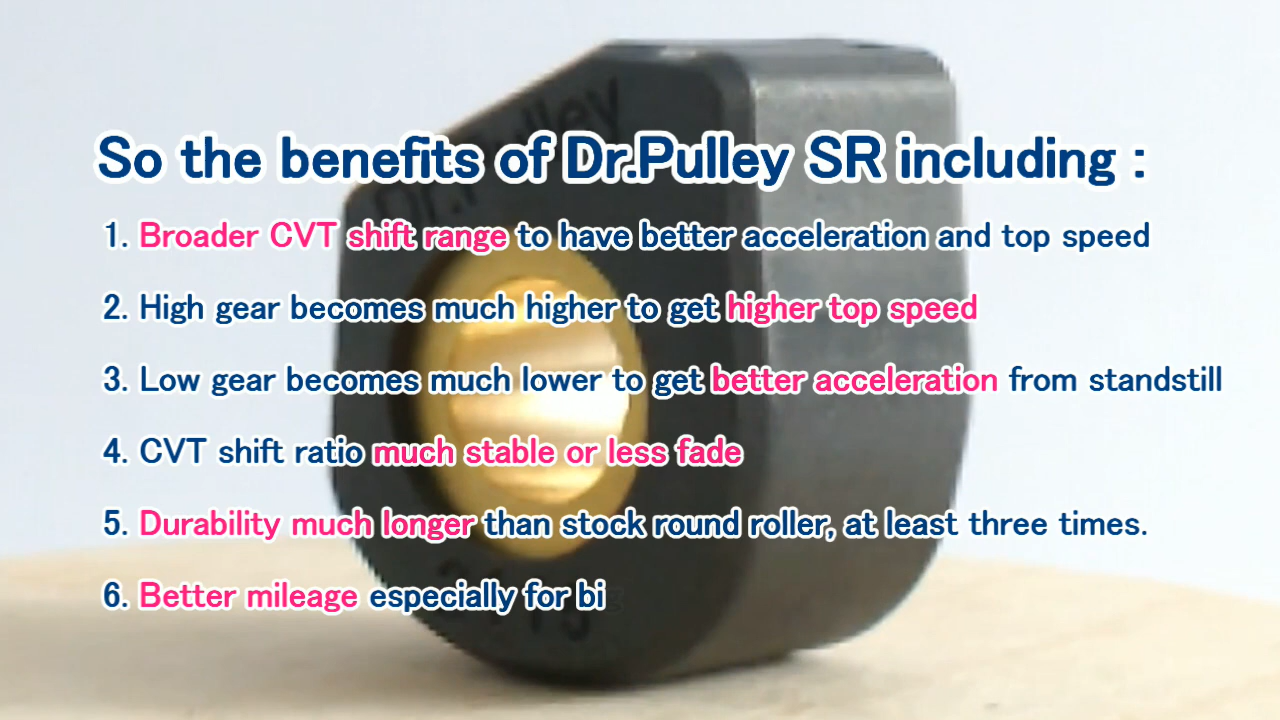 Dr.Pulley
So the benefits of Dr.Pulley SR including :
1. Broader CVT shift range to have better acceleration and top speed
2. High gear becomes much higher to get higher top speed
3. Low gear becomes much lower to get better acceleration from standstill
4. CVT shift ratio much stable or less fade
5. Durability much longer than stock round roller, at least three times.
6. Better mileage especially for bi